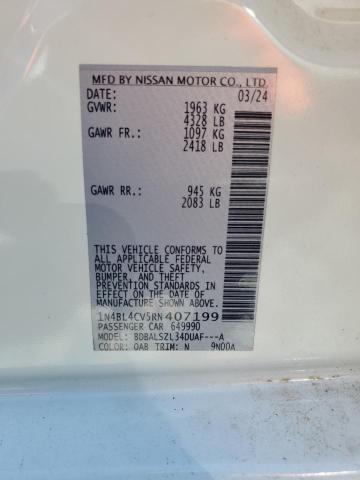 MFD BY NISSAN MOTOR CO., LTD.
DATE: 03/24
GVWR: 1963 KG
4328 LB
GAWR FR.: 1097 KG
2418 LB
GAWR RR.: 945 KG
2083 LB
THIS VEHICLE CONFORMS TO
ALL APPLICABLE FEDERAL
MOTOR VEHICLE SAFETY,
BUMPER, AND THEFT
PREVENTION STANDARDS IN
EFFECT ON THE DATE OF
MANUFACTURE SHOWN ABOVE.
1N4BL4CV5RN407199
PASSENGER CAR 649990
MODEL: BDBALSZL34DUAF---A
COLOR: QAB TRIM: N 9N00A